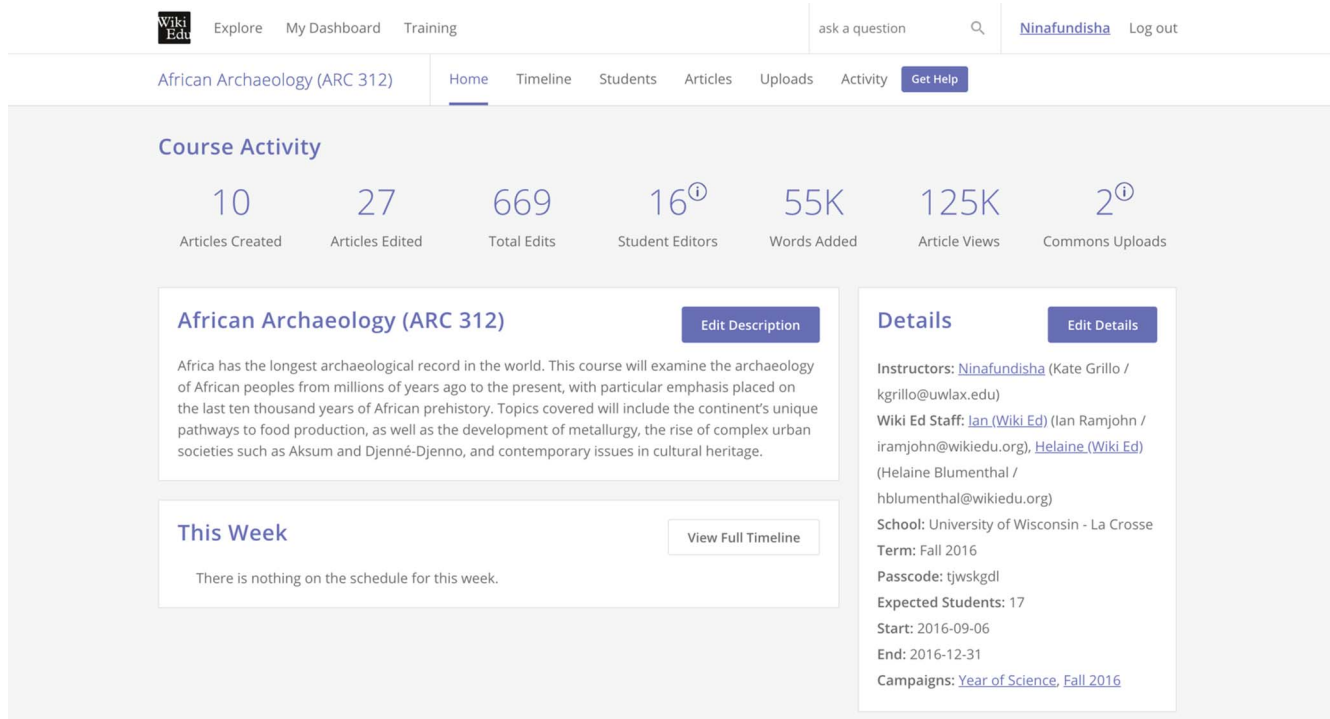 Wiki
Edu
Explore
My Dashboard
Training
ask a question
Ninafundisha
Log out
African Archaeology (ARC 312)
Home
Timeline
Students
Articles
Uploads
Activity
Get Help
Course Activity
10
Articles Created
27
Articles Edited
669
Total Edits
16
Student Editors
55K
Words Added
125K
Article Views
2
Commons Uploads
African Archaeology (ARC 312)
Edit Description
Africa has the longest archaeological record in the world. This course will examine the archaeology
of African peoples from millions of years ago to the present, with particular emphasis placed on
the last ten thousand years of African prehistory. Topics covered will include the continent's unique
pathways to food production, as well as the development of metallurgy, the rise of complex urban
societies such as Aksum and Djenné-Djenno, and contemporary issues in cultural heritage.
This Week
View Full Timeline
There is nothing on the schedule for this week.
Details
Edit Details
Instructors: Ninafundisha (Kate Grillo /
kgrillo@uwlax.edu)
Wiki Ed Staff: Ian (Wiki Ed) (Ian Ramjohn /
iramjohn@wikiedu.org), Helaine (Wiki Ed)
(Helaine Blumenthal /
hblumenthal@wikiedu.org)
School: University of Wisconsin - La Crosse
Term: Fall 2016
Passcode: tjwskgdl
Expected Students: 17
Start: 2016-09-06
End: 2016-12-31
Campaigns: Year of Science, Fall 2016